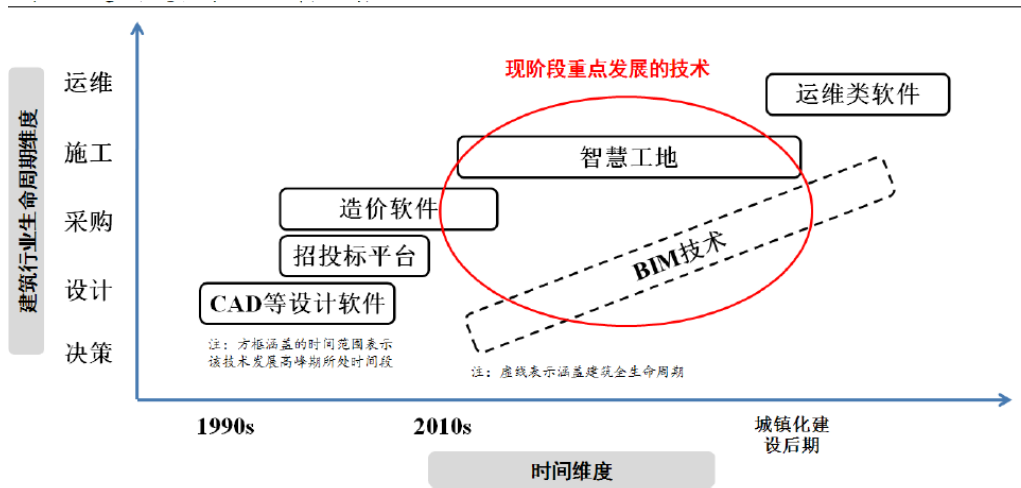 现阶段重点发展的技术
运维
运维类软件
施工
智慧工地
采购
造价软件
招投标平台
BIM技术
设计
CAD等设计软件
决策
建筑行业生命周期维度
注：方框涵盖的时间范围表示
该技术发展高峰期所处时间段
注：虚线表示涵盖建筑全生命周期
1990s
2010s
城镇化建
设后期
时间维度